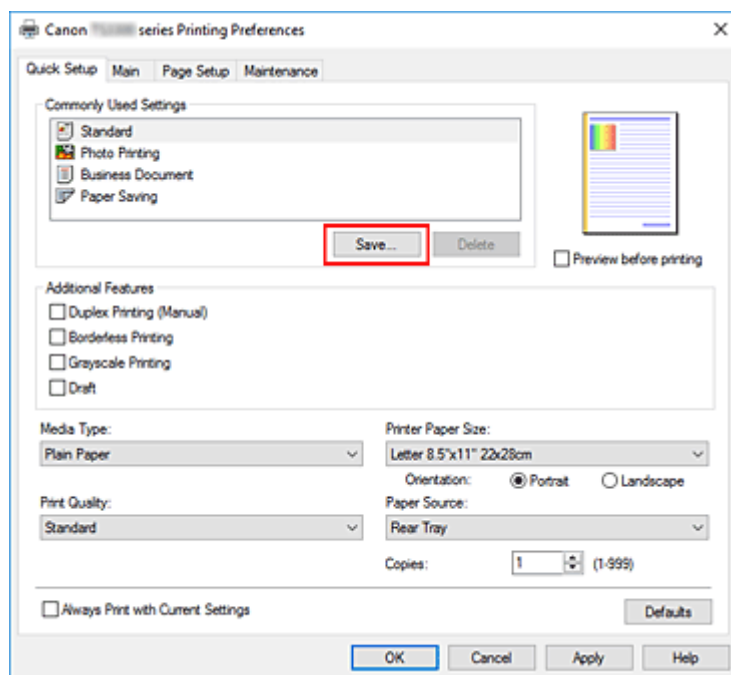 Canon series Printing Preferences
Quick Setup Main Page Setup Maintenance
Commonly Used Settings
Standard
Photo Printing
Business Document
Paper Saving
Save... Delete
Preview before printing
Additional Features
Duplex Printing (Manual)
Borderless Printing
Grayscale Printing
Draft
Media Type: Printer Paper Size:
Plain Paper Letter 8.5"x11" 22x28cm
Orientation: Portrait Landscape
Print Quality: Paper Source:
Standard Rear Tray
Copies: 1 (1-999)
Always Print with Current Settings Defaults
OK Cancel Apply Help